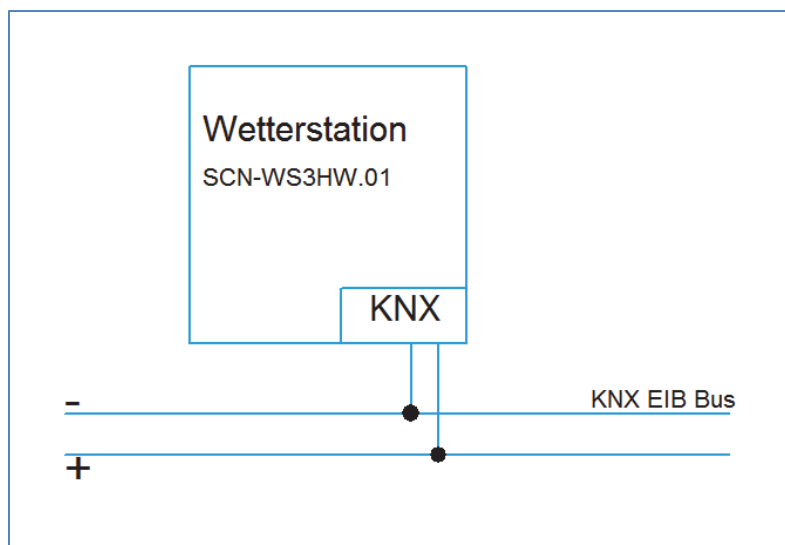 Wetterstation
SCN-WS3HW.01
KNX
-
KNX EIB Bus
+